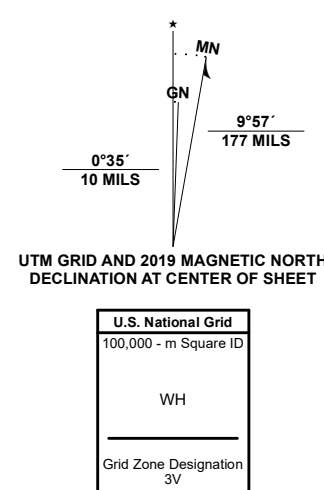 MN
GN
9°57´
177 MILS
0°35´
10 MILS
UTM GRID AND 2019 MAGNETIC NORTH
DECLINATION AT CENTER OF SHEET
U.S. National Grid
100,000 - m Square ID
WH
Grid Zone Designation
3V